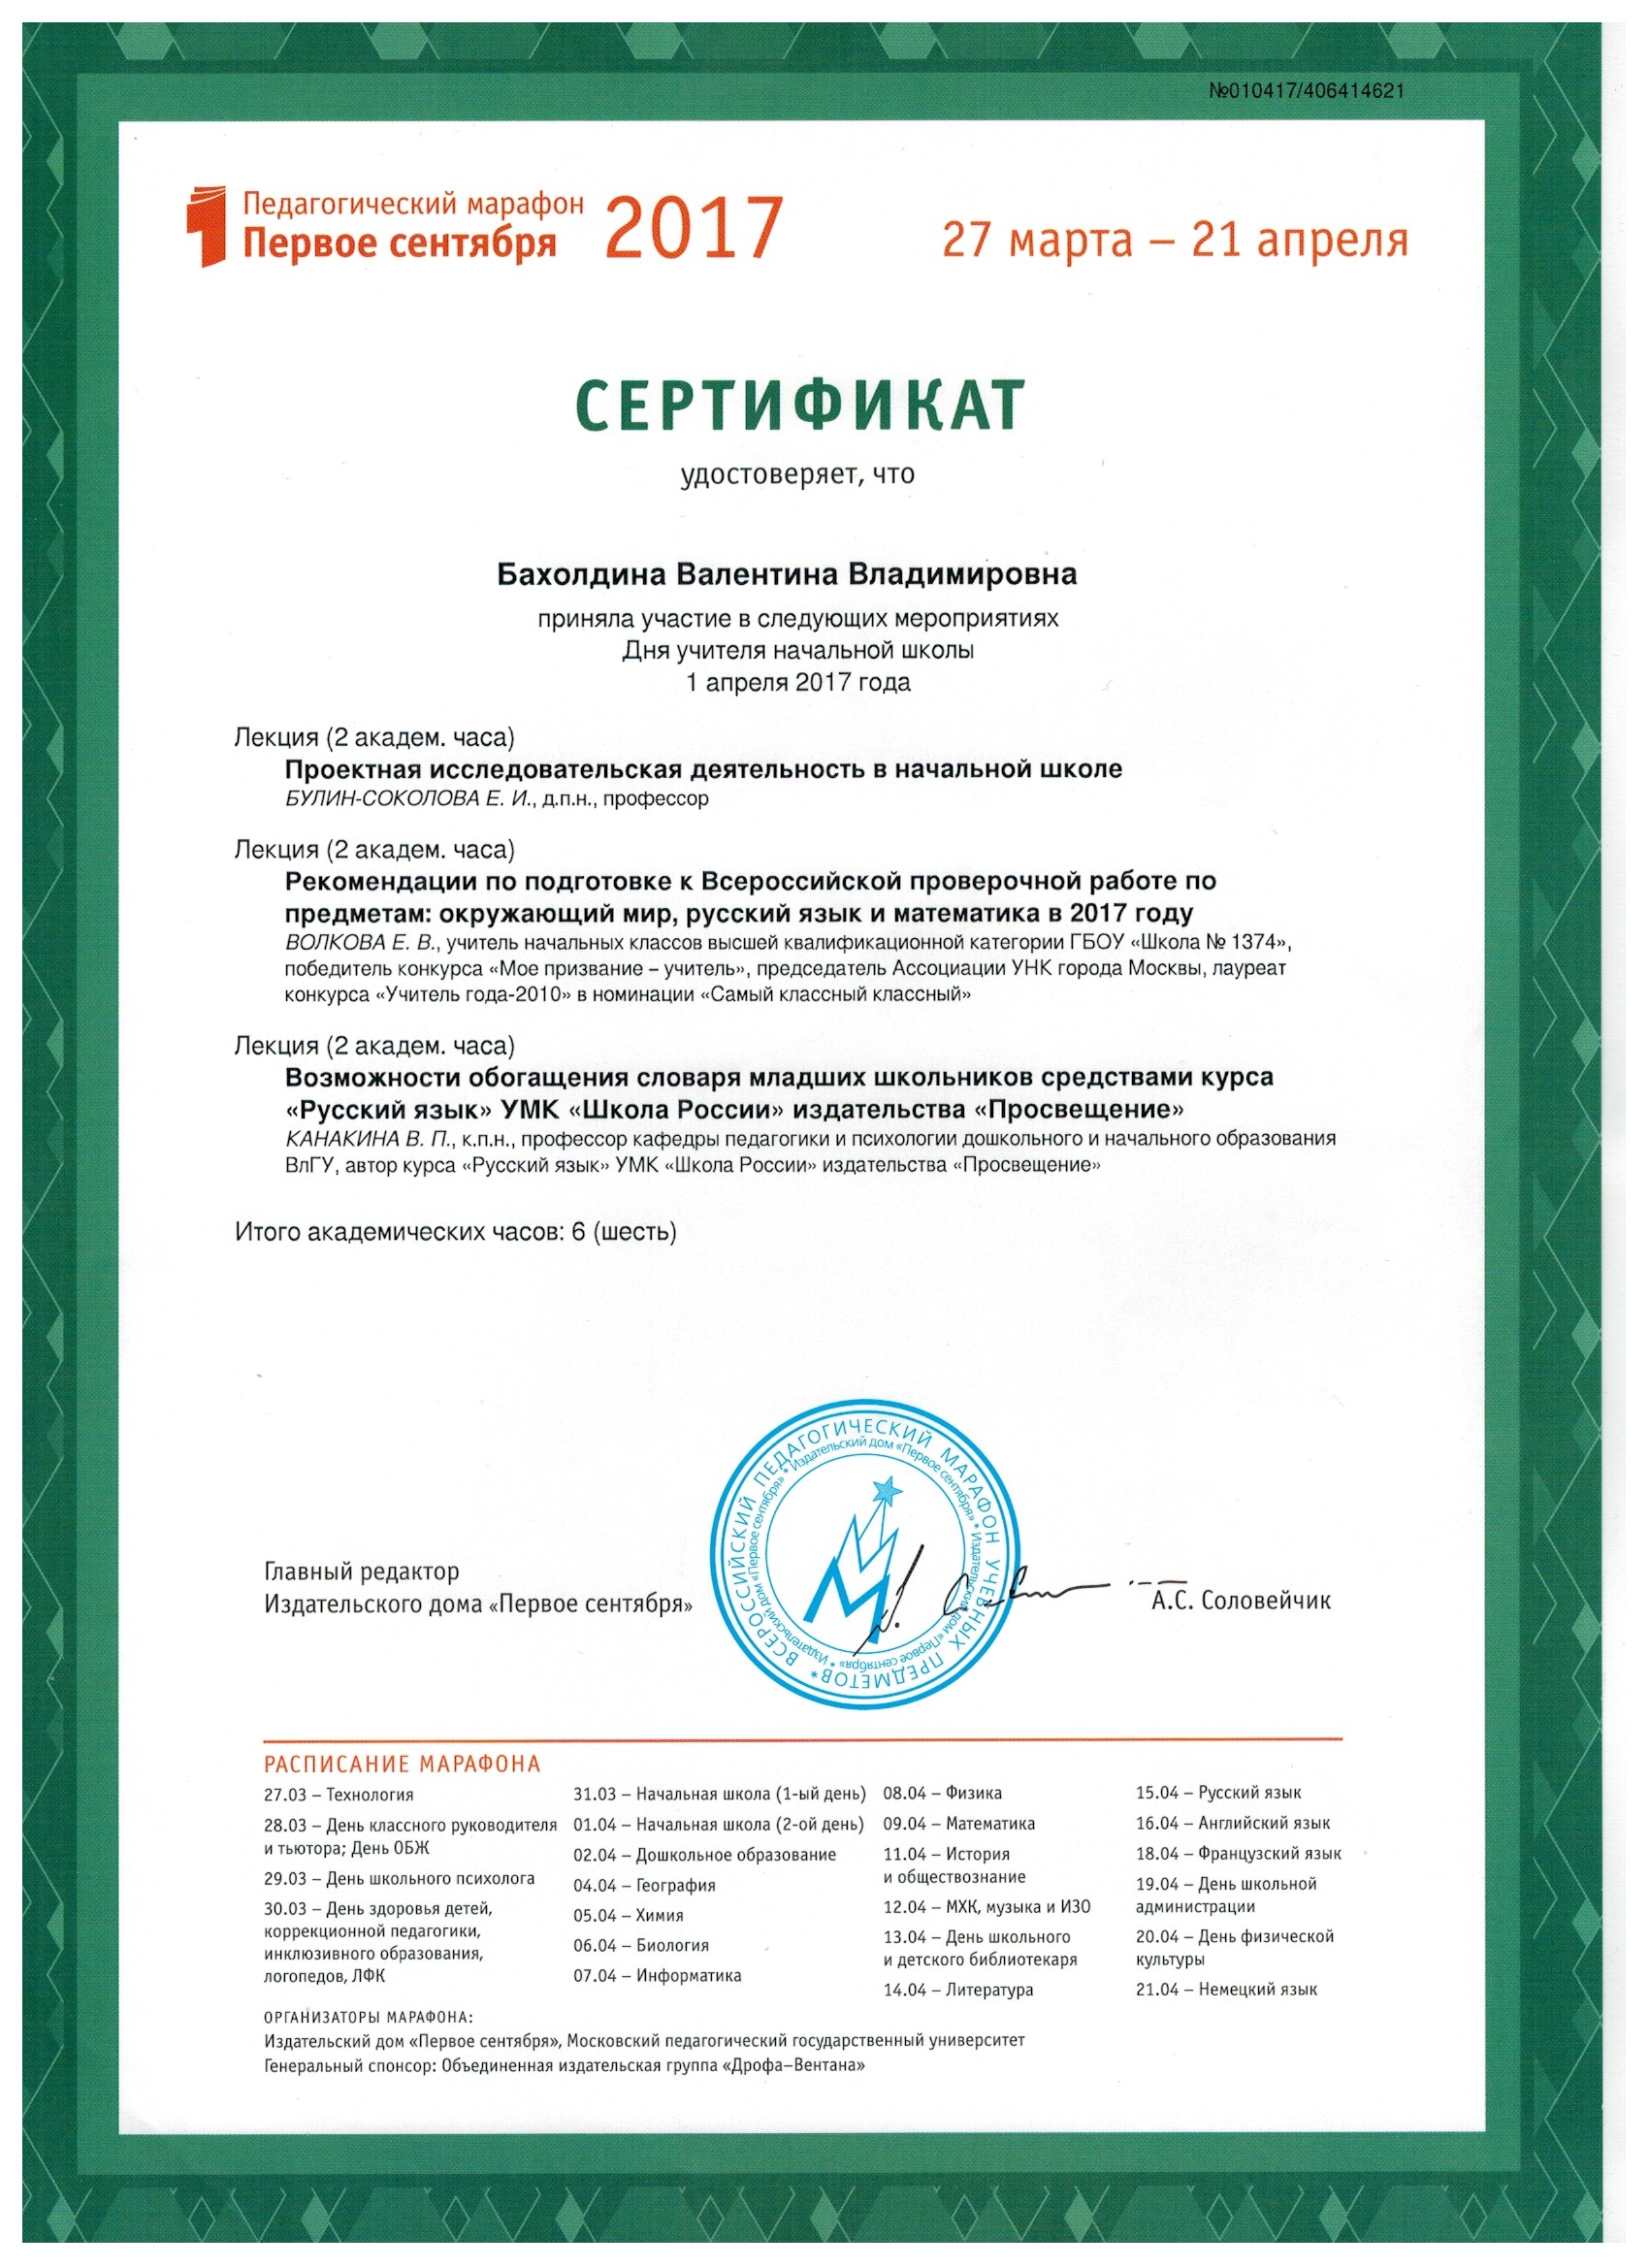 №010417/406414621
Педагогический марафон
Первое сентября
2017
27 марта – 21 апреля
СЕРТИФИКАТ
удостоверяет, что
Бахолдина Валентина Владимировна
приняла участие в следующих мероприятиях
Дня учителя начальной школы
1 апреля 2017 года
Лекция (2 академ. часа)
Проектная исследовательская деятельность в начальной школе
БУЛИН-СОКОЛОВА Е. И., д.п.н., профессор
Лекция (2 академ. часа)
Рекомендации по подготовке к Всероссийской проверочной работе по
предметам: окружающий мир, русский язык и математика в 2017 году
ВОЛКОВА Е. В., учитель начальных классов высшей квалификационной категории ГБОУ «Школа № 1374»,
победитель конкурса «Мое призвание – учитель», председатель Ассоциации УНК города Москвы, лауреат
конкурса «Учитель года-2010» в номинации «Самый классный классный»
Лекция (2 академ. часа)
Возможности обогащения словаря младших школьников средствами курса
«Русский язык» УМК «Школа России» издательства «Просвещение»
КАНАКИНА В. П., к.п.н., профессор кафедры педагогики и психологии дошкольного и начального образования
ВлГУ, автор курса «Русский язык» УМК «Школа России» издательства «Просвещение»
Итого академических часов: 6 (шесть)
ВСЕРОССИЙСКИЙ ПЕДАГОГИЧЕСКИЙ МАРАФОН УЧЕБНЫХ ПРЕДМЕТОВ*
Издательский дом «Первое сентября» * Издательский дом «Первое сентября» * Издательский дом «Первое сентября» *
Главный редактор
Издательского дома «Первое сентября»
А.С. Соловейчик
РАСПИСАНИЕ МАРАФОНА
27.03 – Технология
28.03 – День классного руководителя
и тьютора; День ОБЖ
29.03 – День школьного психолога
30.03 – День здоровья детей,
коррекционной педагогики,
инклюзивного образования,
логопедов, ЛФК
31.03 – Начальная школа (1-ый день)
01.04 – Начальная школа (2-ой день)
02.04 – Дошкольное образование
04.04 – География
05.04 – Химия
06.04 – Биология
07.04 – Информатика
08.04 – Физика
09.04 – Математика
11.04 – История
и обществознание
12.04 – МХК, музыка и ИЗО
13.04 – День школьного
и детского библиотекаря
14.04 – Литература
15.04 – Русский язык
16.04 – Английский язык
18.04 – Французский язык
19.04 – День школьной
администрации
20.04 – День физической
культуры
21.04 – Немецкий язык
ОРГАНИЗАТОРЫ МАРАФОНА:
Издательский дом «Первое сентября», Московский педагогический государственный университет
Генеральный спонсор: Объединенная издательская группа «Дрофа–Вентана»